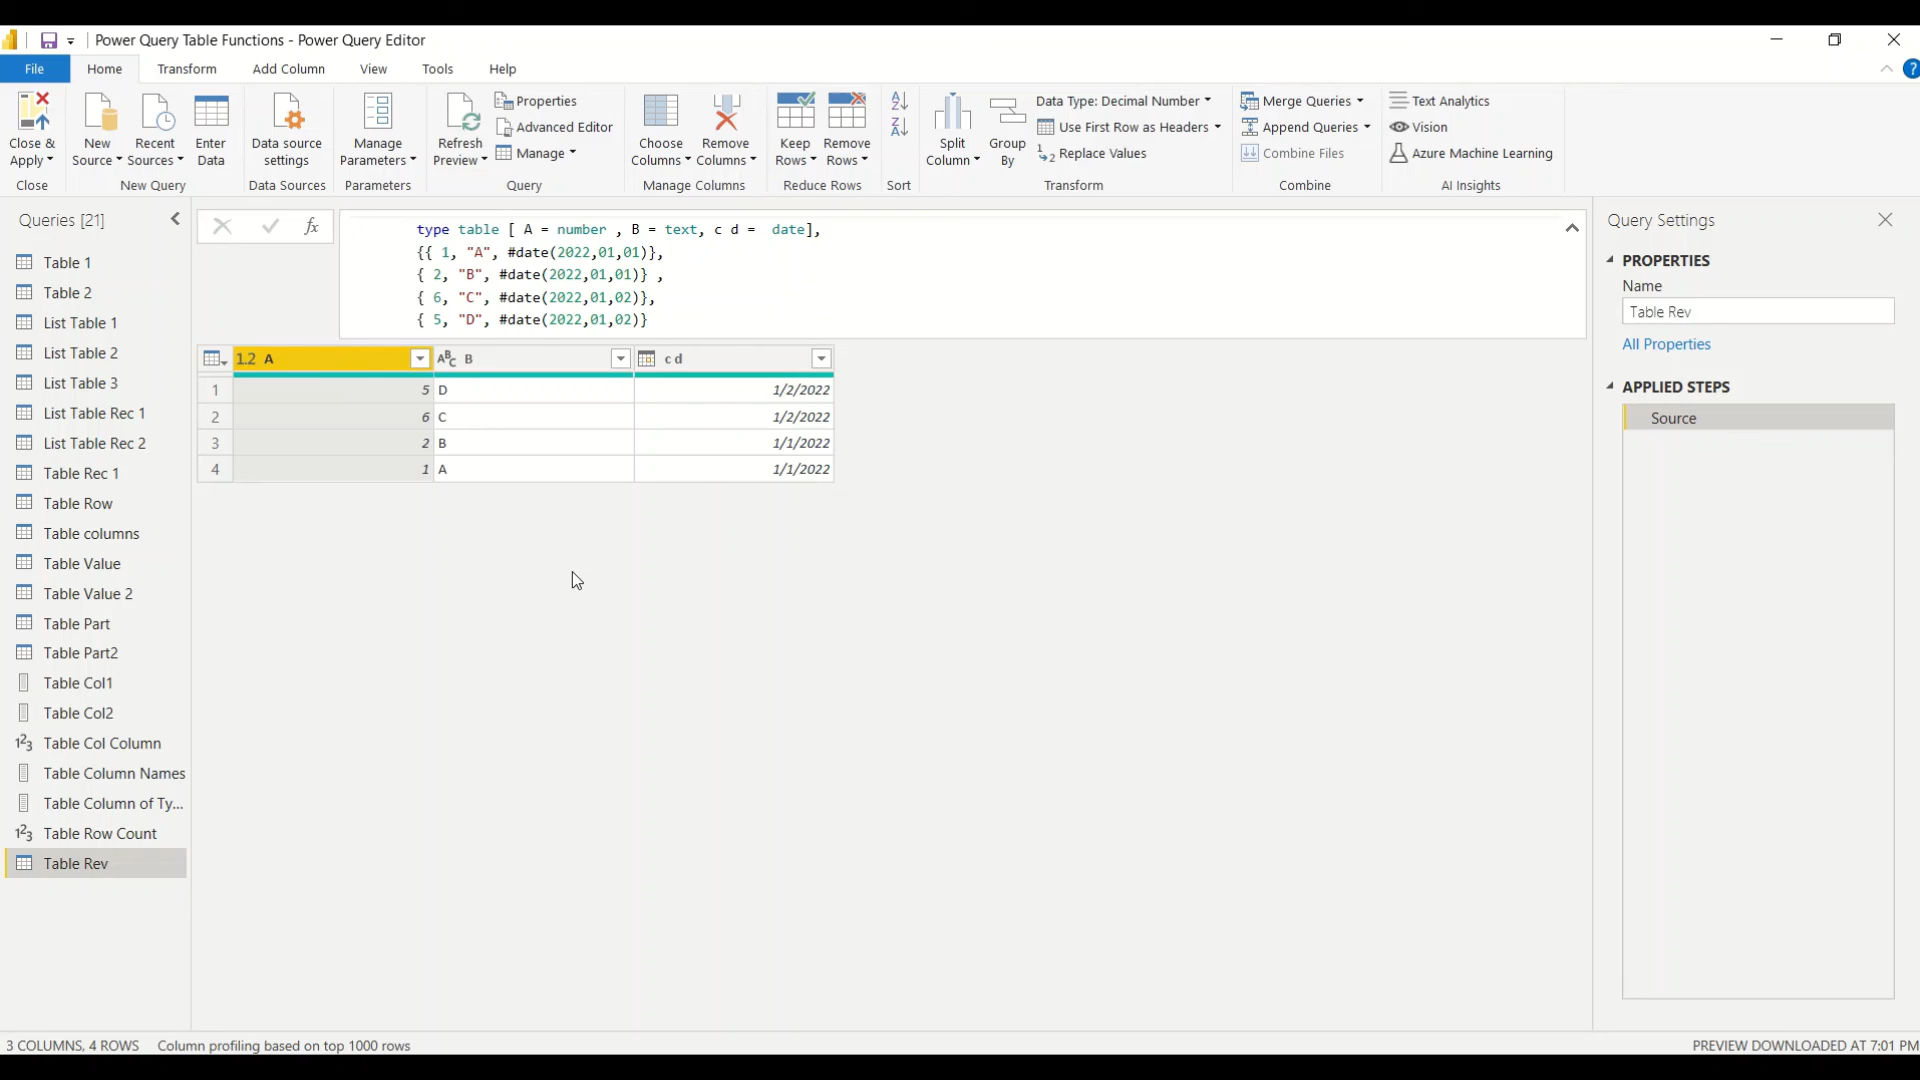 Power Query Table Functions - Power Query Editor
File Home Transform Add Column View Tools Help
?
Close & Apply
Close
New Source
Recent Sources
Enter Data
New Query
Data source settings
Data Sources
Manage Parameters
Parameters
Refresh Preview
Properties
Advanced Editor
Manage
Query
Choose Columns
Remove Columns
Manage Columns
Keep Rows
Remove Rows
Reduce Rows
A Z
Z A
Sort
Split Column
Group By
Data Type: Decimal Number
Use First Row as Headers
1 2 Replace Values
Transform
Merge Queries
Append Queries
Combine Files
Combine
Text Analytics
Vision
Azure Machine Learning
AI Insights
Queries [21]
Table 1
Table 2
List Table 1
List Table 2
List Table 3
List Table Rec 1
List Table Rec 2
Table Rec 1
Table Row
Table columns
Table Value
Table Value 2
Table Part
Table Part2
Table Col1
Table Col2
123 Table Col Column
Table Column Names
Table Column of Ty...
123 Table Row Count
Table Rev
fx
type table [ A = number , B = text, c d =  date],
{{ 1, "A", #date(2022,01,01)},
{ 2, "B", #date(2022,01,01)} ,
{ 6, "C", #date(2022,01,02)},
{ 5, "D", #date(2022,01,02)}
1.2 A ABC B c d
1 5 D 1/2/2022
2 6 C 1/2/2022
3 2 B 1/1/2022
4 1 A 1/1/2022
Query Settings
PROPERTIES
Name
Table Rev
All Properties
APPLIED STEPS
Source
3 COLUMNS, 4 ROWS Column profiling based on top 1000 rows
PREVIEW DOWNLOADED AT 7:01 PM